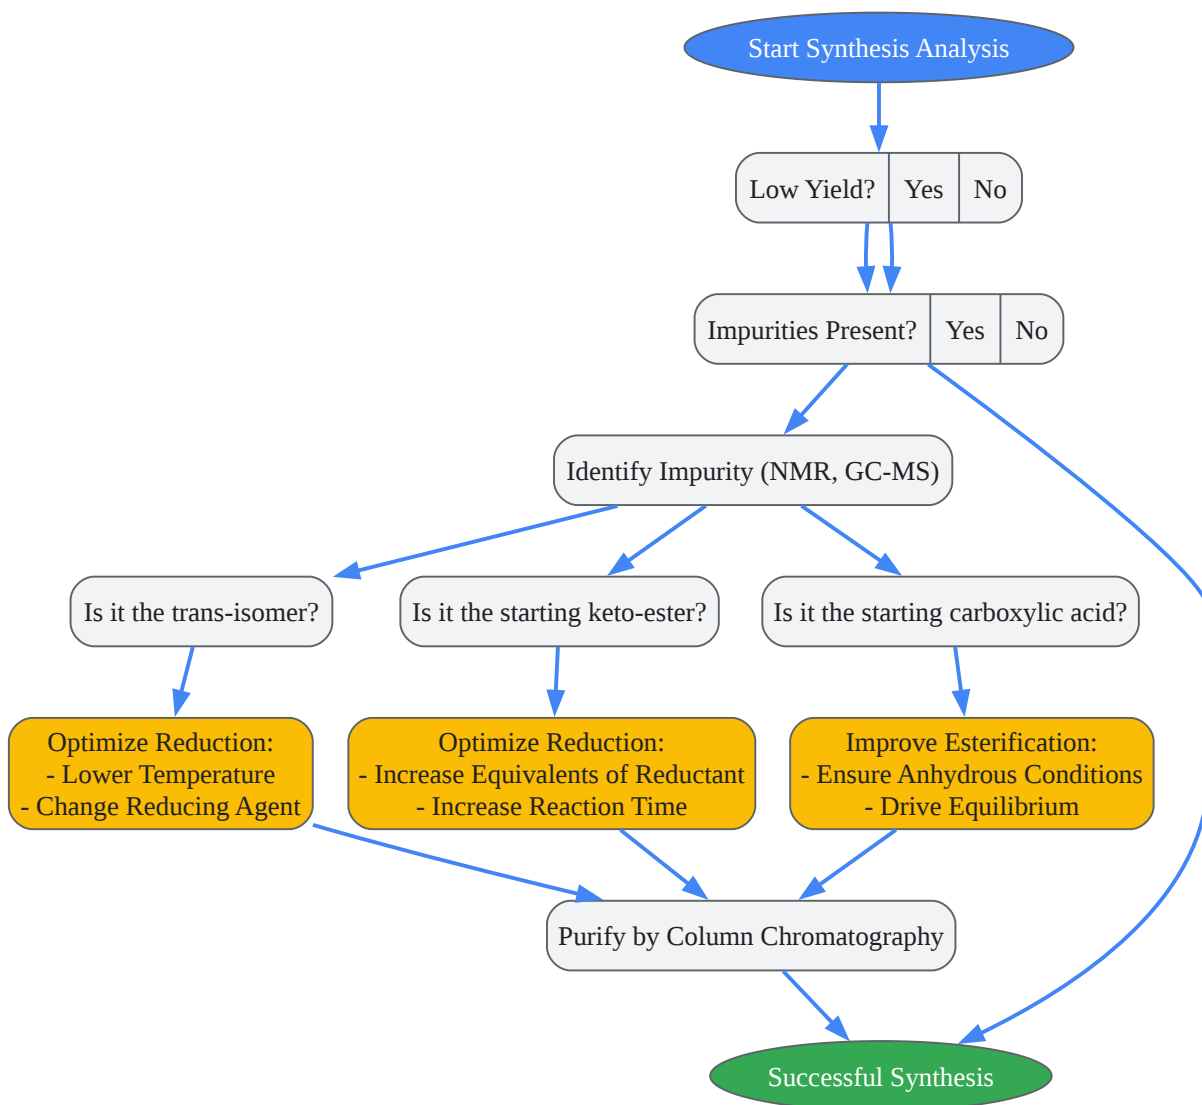 Start Synthesis Analysis
Low Yield? Yes No
Impurities Present? Yes No
Identify Impurity (NMR, GC-MS)
Is it the trans-isomer?
Is it the starting keto-ester?
Is it the starting carboxylic acid?
Optimize Reduction:
- Lower Temperature
- Change Reducing Agent
Optimize Reduction:
- Increase Equivalents of Reductant
- Increase Reaction Time
Improve Esterification:
- Ensure Anhydrous Conditions
- Drive Equilibrium
Purify by Column Chromatography
Successful Synthesis